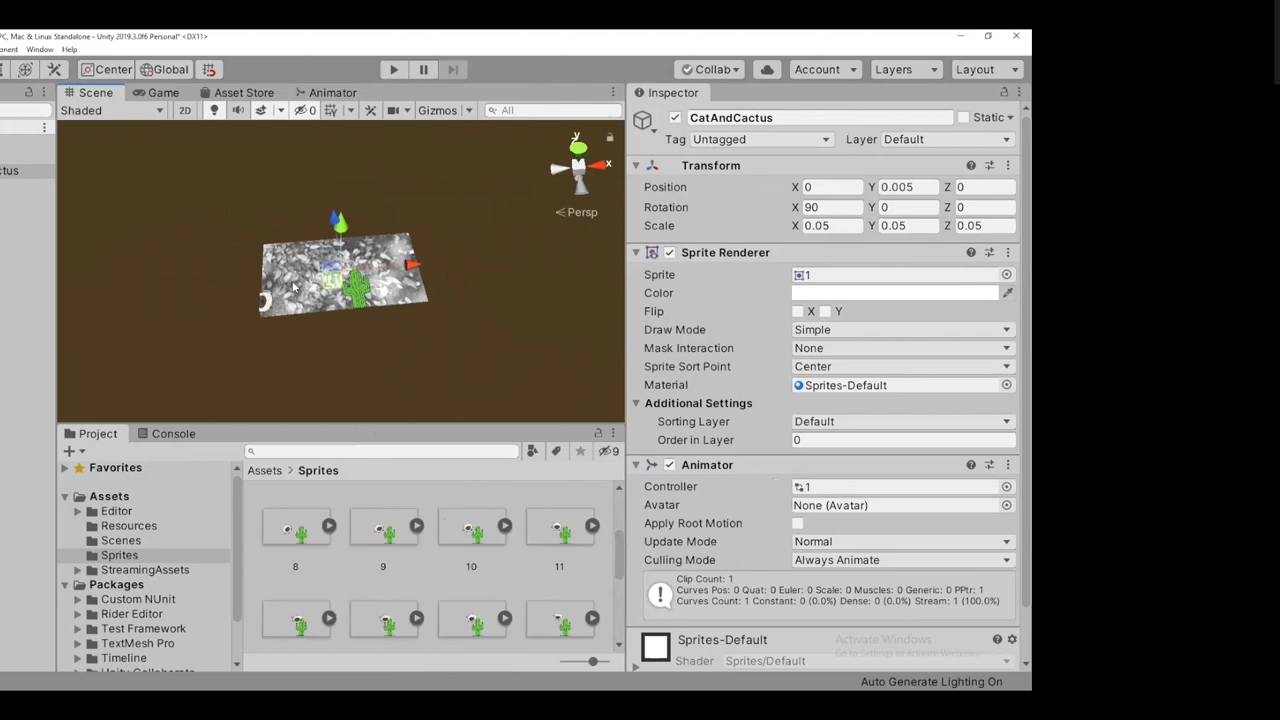 PC, Mac & Linux Standalone - Unity 2019.3.0f6 Personal* <DX11>
onent Window Help
Center Global Collab Account Layers Layout
Scene Game Asset Store Animator
Shaded 2D 0 Gizmos All
y
x
Persp
ctus
Inspector
CatAndCactus Static
Tag Untagged Layer Default
Transform
Position X 0 Y 0.005 Z 0
Rotation X 90 Y 0 Z 0
Scale X 0.05 Y 0.05 Z 0.05
Sprite Renderer
Sprite 1
Color
Flip X Y
Draw Mode Simple
Mask Interaction None
Sprite Sort Point Center
Material Sprites-Default
Additional Settings
Sorting Layer Default
Order in Layer 0
Animator
Controller 1
Avatar None (Avatar)
Apply Root Motion
Update Mode Normal
Culling Mode Always Animate
Clip Count: 1
Curves Pos: 0 Quat: 0 Euler: 0 Scale: 0 Muscles: 0 Generic: 0 PPtr: 1
Curves Count: 1 Constant: 0 (0.0%) Dense: 0 (0.0%) Stream: 1 (100.0%)
Sprites-Default
Shader Sprites/Default
Activate Windows
Go to Settings to activate Windows.
Project Console
9
Favorites
Assets
Editor
Resources
Scenes
Sprites
StreamingAssets
Packages
Custom NUnit
Rider Editor
Test Framework
TextMesh Pro
Timeline
Assets > Sprites
8 9 10 11
Auto Generate Lighting On